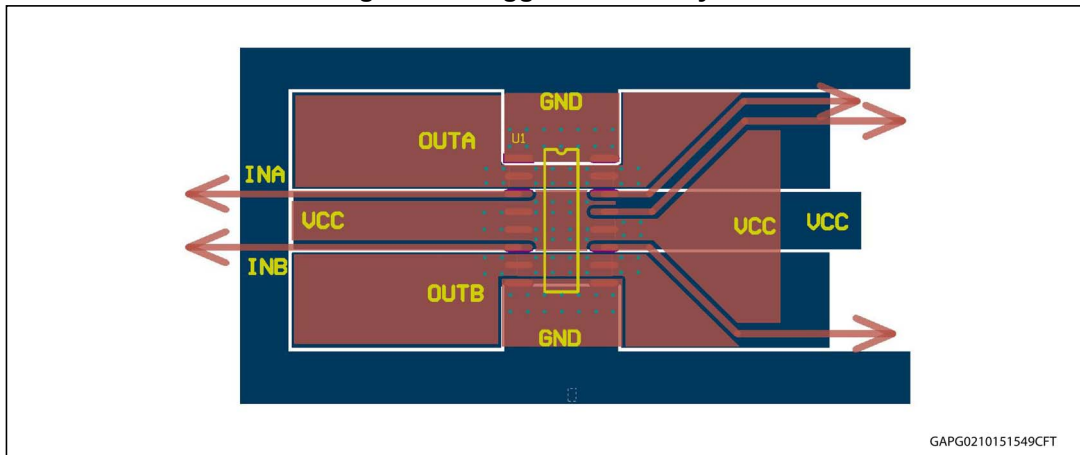 GND
U1
OUTA
INA
VCC
VCC
VCC
INB
OUTB
GND
GAPG0210151549CFT